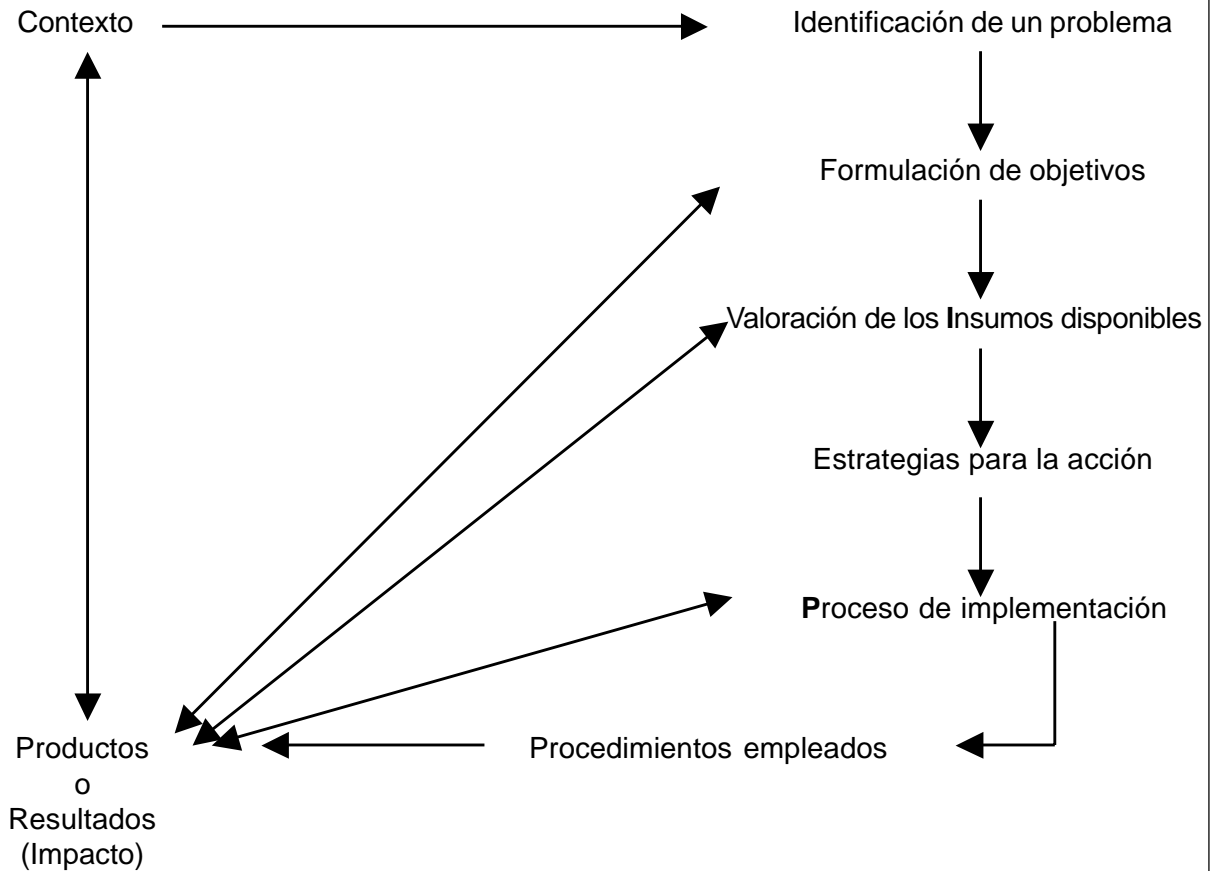 Contexto
Identificación de un problema
Formulación de objetivos
Valoración de los Insumos disponibles
Estrategias para la acción
Proceso de implementación
Procedimientos empleados
Productos
o
Resultados
(Impacto)